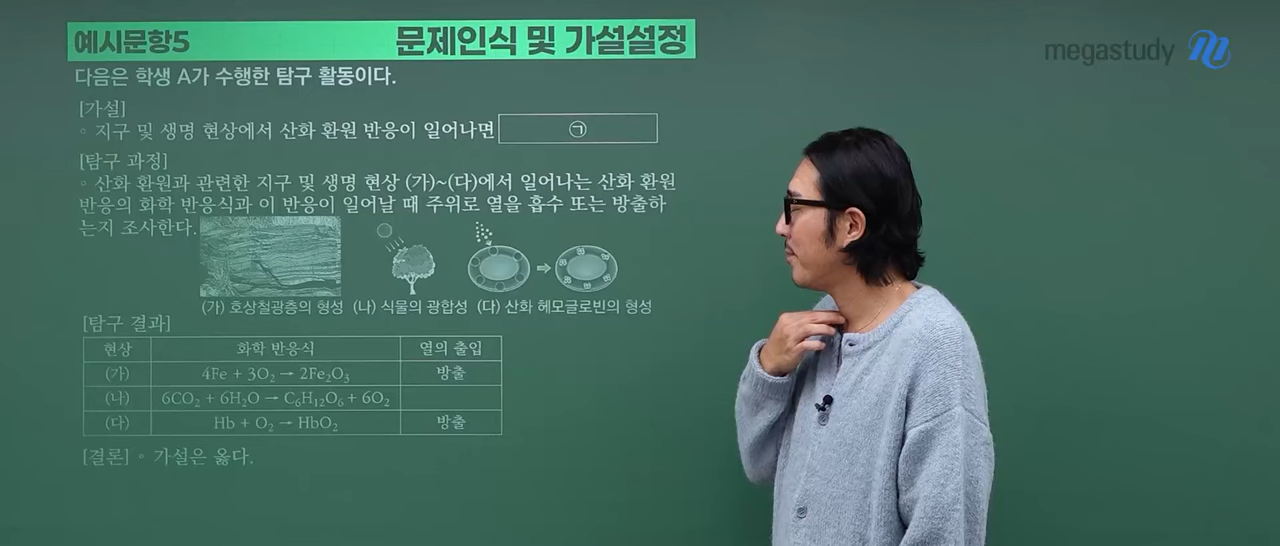 예시문항5 문제인식 및 가설설정
megastudy
다음은 학생 A가 수행한 탐구 활동이다.
[가설]
◦ 지구 및 생명 현상에서 산화 환원 반응이 일어나면 ㉠
[탐구 과정]
◦ 산화 환원과 관련한 지구 및 생명 현상 (가)~(다)에서 일어나는 산화 환원
반응의 화학 반응식과 이 반응이 일어날 때 주위로 열을 흡수 또는 방출하
는지 조사한다.
(가) 호상철광층의 형성 (나) 식물의 광합성 (다) 산화 헤모글로빈의 형성
[탐구 결과]
현상 화학 반응식 열의 출입
(가) 4Fe + 3O₂ → 2Fe₂O₃ 방출
(나) 6CO₂ + 6H₂O → C₆H₁₂O₆ + 6O₂
(다) Hb + O₂ → HbO₂ 방출
[결론] ◦ 가설은 옳다.